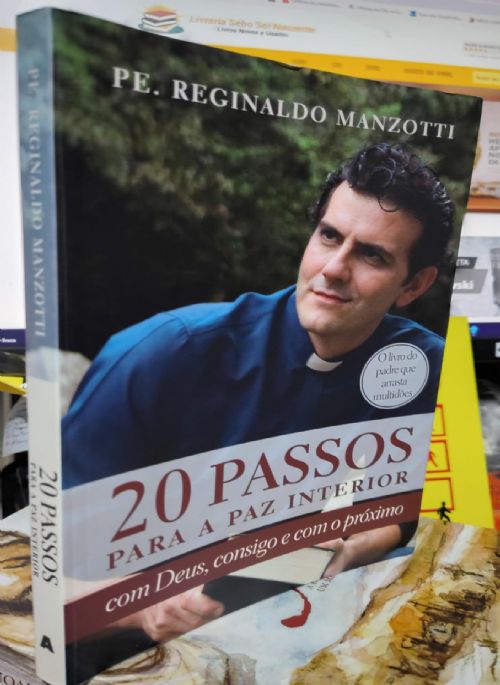 Livraria Sebo Sol Nascente
Livros Novos e Usados
PE. REGINALDO MANZOTTI
O livro do
padre que
arrasta
multidões
20 PASSOS
PARA A PAZ INTERIOR
com Deus, consigo e com o próximo
PE. REGINALDO MANZOTTI
20 PASSOS
PARA A PAZ INTERIOR
A